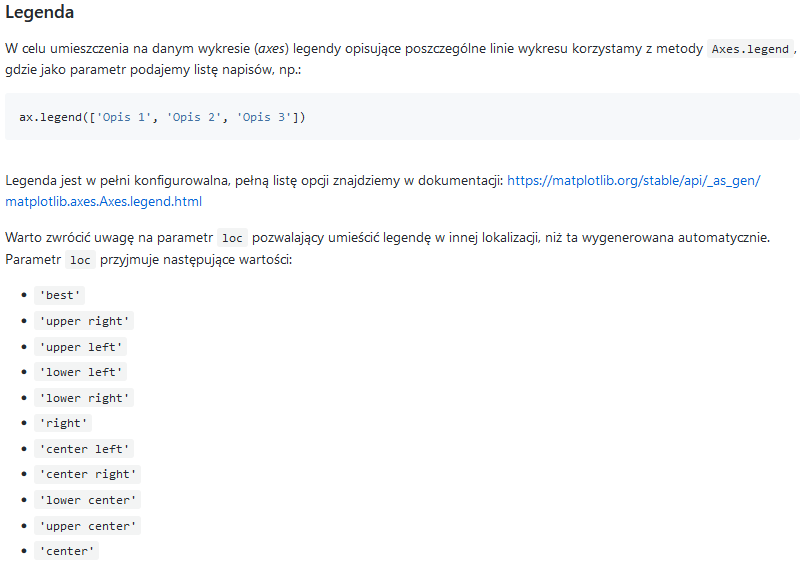 Legenda
W celu umieszczenia na danym wykresie (axes) legendy opisujące poszczególne linie wykresu korzystamy z metody Axes.legend,
gdzie jako parametr podajemy listę napisów, np.:
ax.legend(['Opis 1', 'Opis 2', 'Opis 3'])
Legenda jest w pełni konfigurowalna, pełną listę opcji znajdziemy w dokumentacji: https://matplotlib.org/stable/api/_as_gen/
matplotlib.axes.Axes.legend.html
Warto zwrócić uwagę na parametr loc pozwalający umieścić legendę w innej lokalizacji, niż ta wygenerowana automatycznie.
Parametr loc przyjmuje następujące wartości:
• 'best'
• 'upper right'
• 'upper left'
• 'lower left'
• 'lower right'
• 'right'
• 'center left'
• 'center right'
• 'lower center'
• 'upper center'
• 'center'